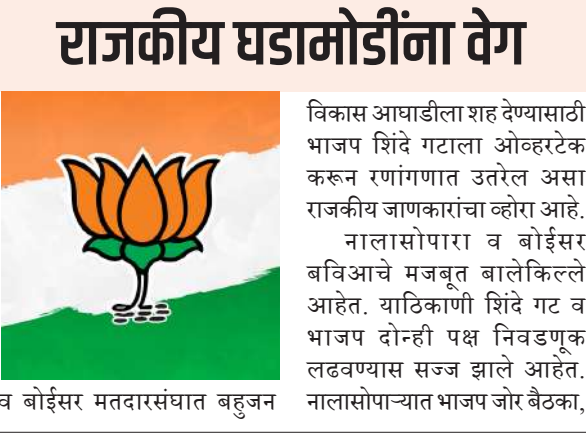 राजकीय घडामोडींना वेग
व बोईसर मतदारसंघात बहुजन
विकास आघाडीला शह देण्यासाठी
भाजप शिंदे गटाला ओव्हरटेक
करून रणांगणात उतरेल असा
राजकीय जाणकारांचा व्होरा आहे.
नालासोपारा व बोईसर
बविआचे मजबूत बालेकिल्ले
आहेत. याठिकाणी शिंदे गट व
भाजप दोन्ही पक्ष निवडणूक
लढवण्यास सज्ज झाले आहेत.
नालासोपाऱ्यात भाजप जोर बैठका,